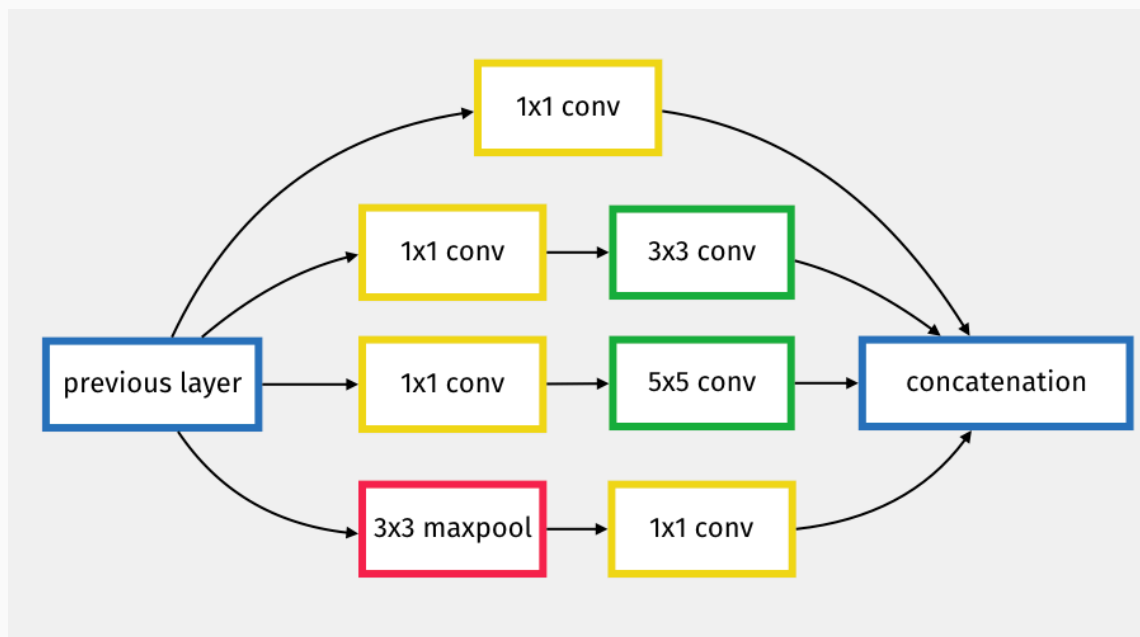 1x1 conv
1x1 conv
3x3 conv
previous layer
1x1 conv
5x5 conv
concatenation
3x3 maxpool
1x1 conv